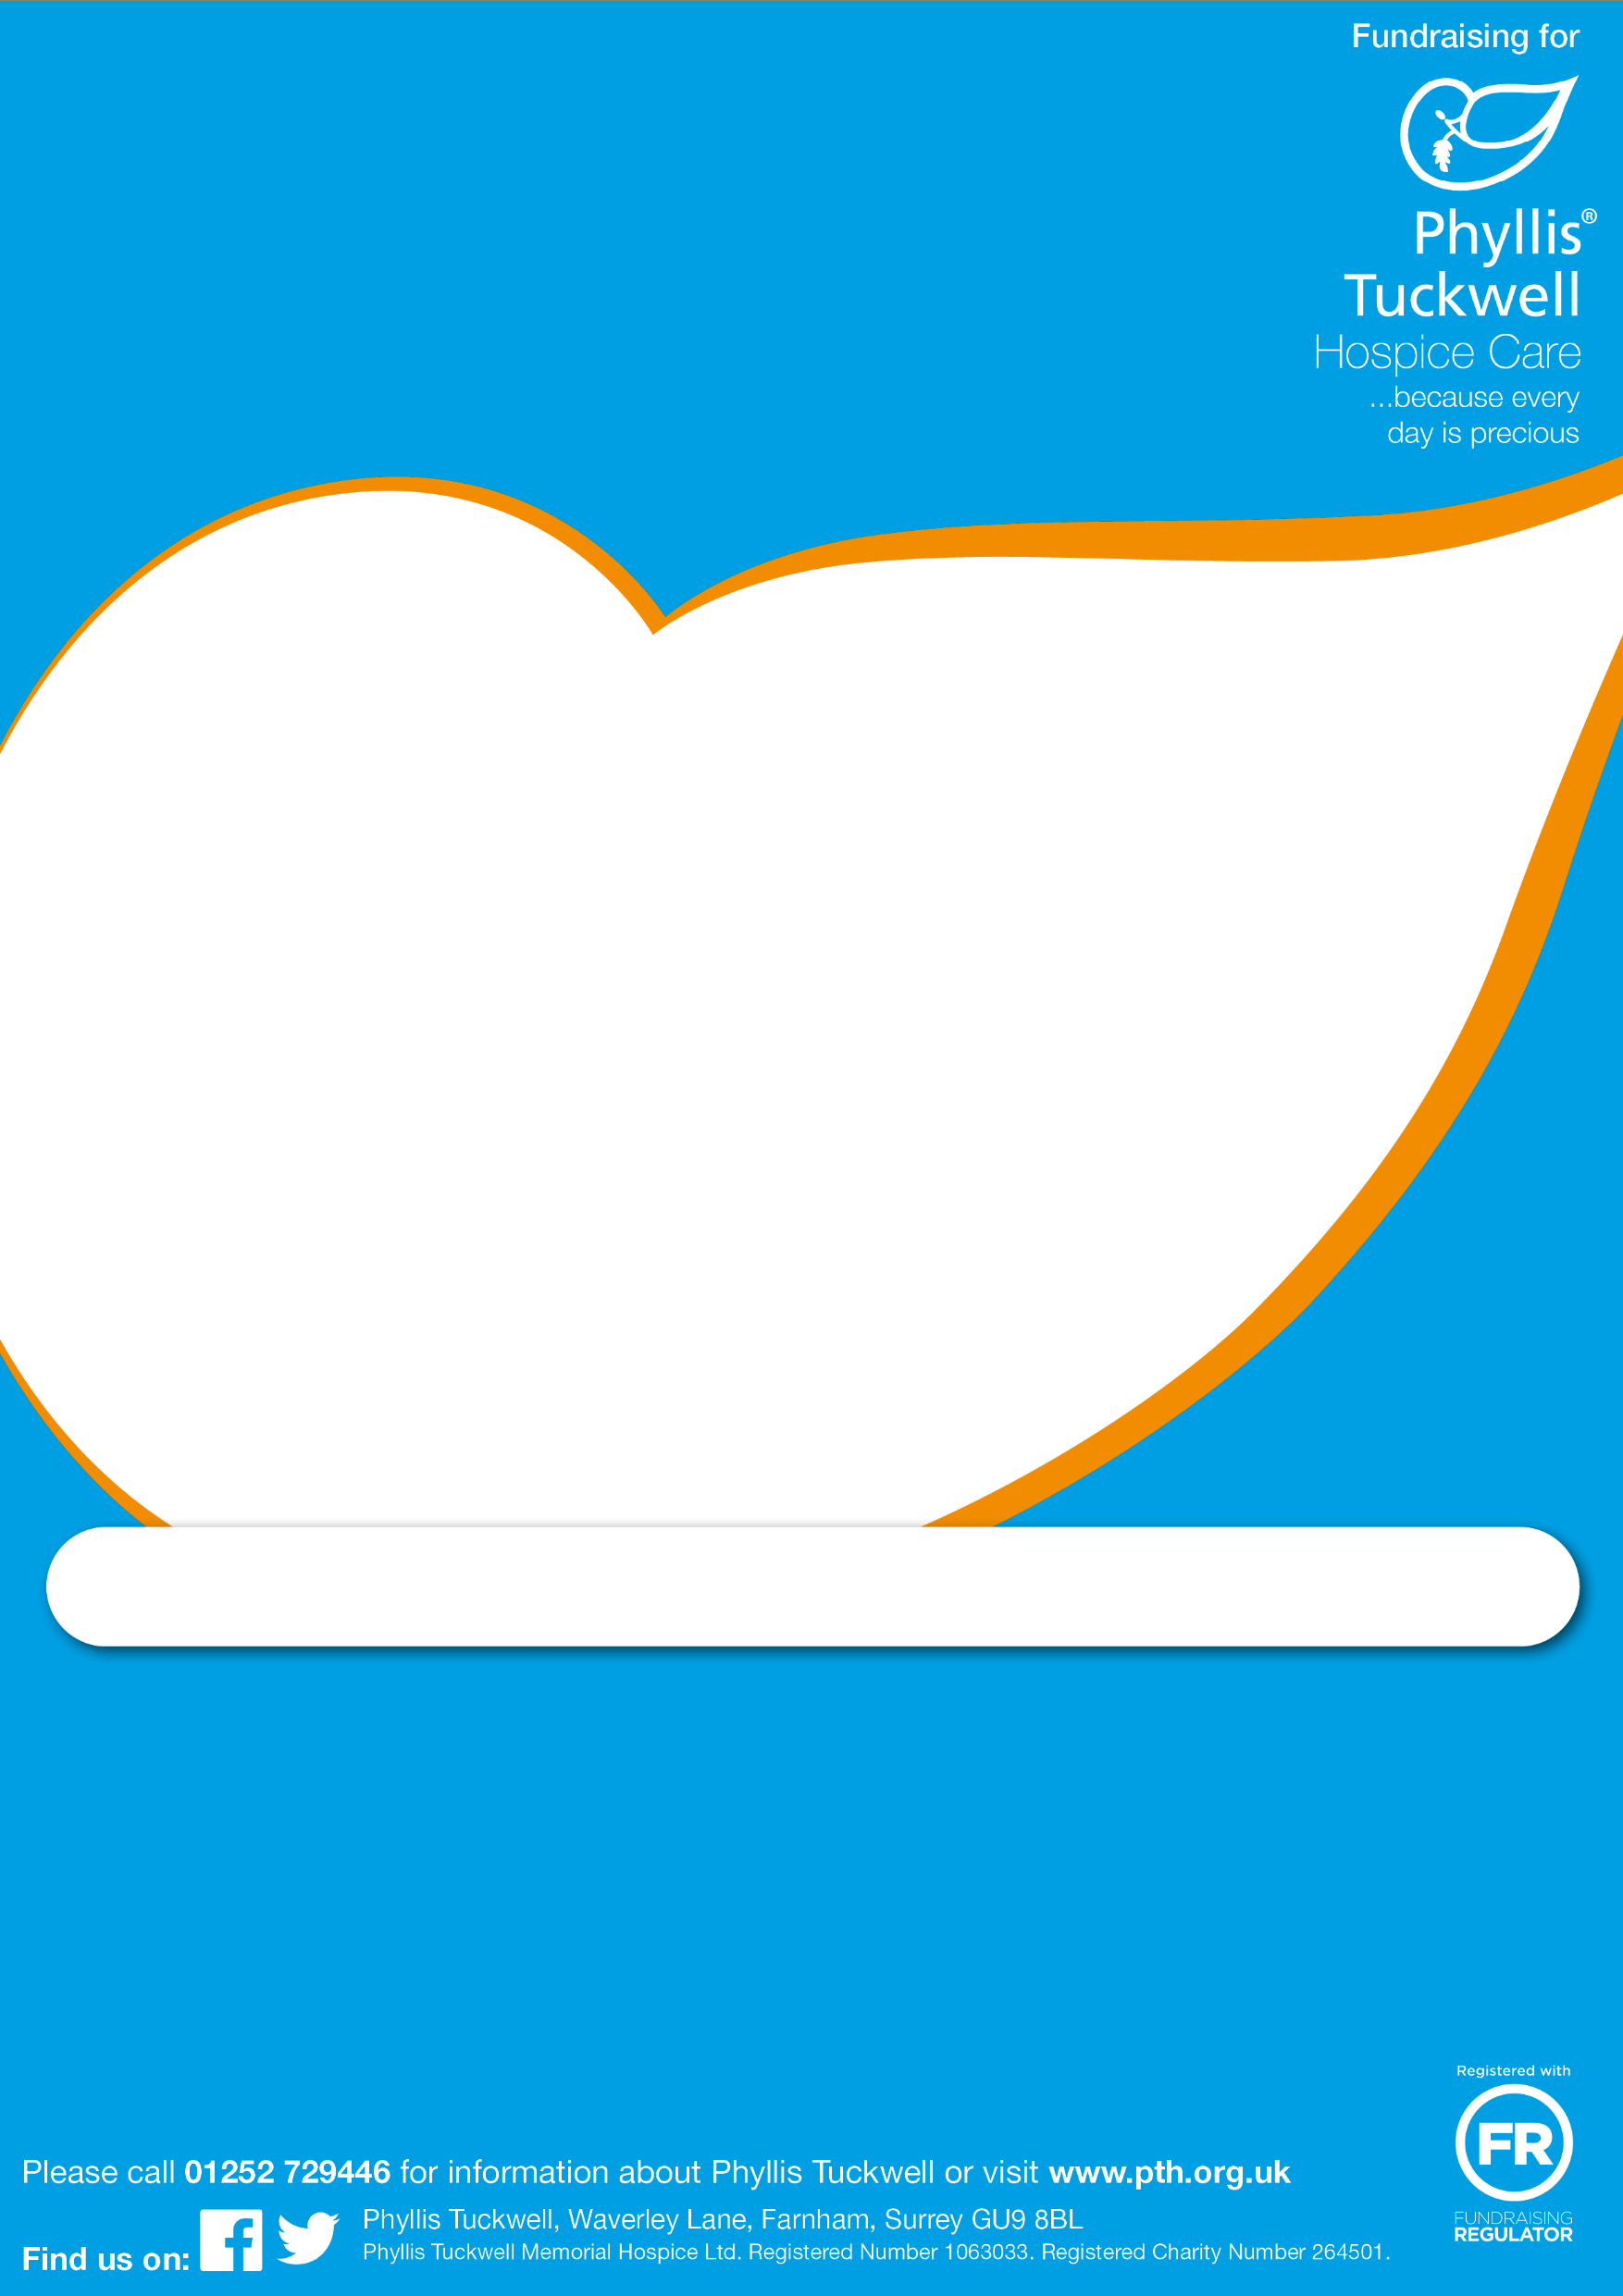 Fundraising for
Phyllis®
Tuckwell
Hospice Care
...because every
day is precious
Registered with
FR
FUNDRAISING
REGULATOR
Please call 01252 729446 for information about Phyllis Tuckwell or visit www.pth.org.uk
Phyllis Tuckwell, Waverley Lane, Farnham, Surrey GU9 8BL
Find us on:
Phyllis Tuckwell Memorial Hospice Ltd. Registered Number 1063033. Registered Charity Number 264501.